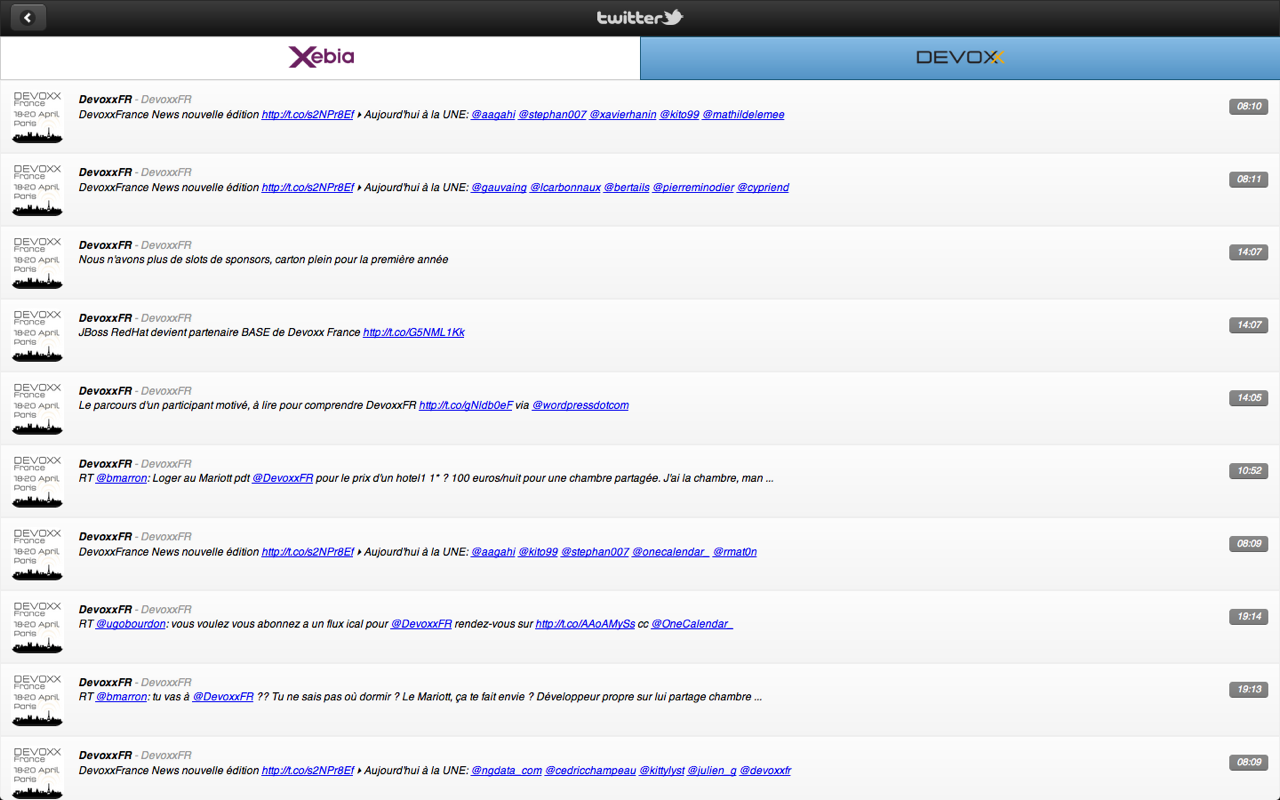 twitter
Xebia
DEVOXX
DEVOXX
France
18-20 April,
Paris
DevoxxFR - DevoxxFR
08:10
DevoxxFrance News nouvelle édition http://t.co/s2NPr8Ef ▸ Aujourd'hui à la UNE: @aagahi @stephan007 @xavierhanin @kito99 @mathildelemee
DEVOXX
France
18-20 April,
Paris
DevoxxFR - DevoxxFR
08:11
DevoxxFrance News nouvelle édition http://t.co/s2NPr8Ef ▸ Aujourd'hui à la UNE: @gauvaing @lcarbonnaux @bertails @pierreminodier @cypriend
DEVOXX
France
18-20 April,
Paris
DevoxxFR - DevoxxFR
14:07
Nous n'avons plus de slots de sponsors, carton plein pour la première année
DEVOXX
France
18-20 April,
Paris
DevoxxFR - DevoxxFR
14:07
JBoss RedHat devient partenaire BASE de Devoxx France http://t.co/G5NML1Kk
DEVOXX
France
18-20 April,
Paris
DevoxxFR - DevoxxFR
14:05
Le parcours d'un participant motivé, à lire pour comprendre DevoxxFR http://t.co/gNldb0eF via @wordpressdotcom
DEVOXX
France
18-20 April,
Paris
DevoxxFR - DevoxxFR
10:52
RT @bmarron: Loger au Mariott pdt @DevoxxFR pour le prix d'un hotel1 1* ? 100 euros/nuit pour une chambre partagée. J'ai la chambre, man ...
DEVOXX
France
18-20 April,
Paris
DevoxxFR - DevoxxFR
08:09
DevoxxFrance News nouvelle édition http://t.co/s2NPr8Ef ▸ Aujourd'hui à la UNE: @aagahi @kito99 @stephan007 @onecalendar_ @rmat0n
DEVOXX
France
18-20 April,
Paris
DevoxxFR - DevoxxFR
19:14
RT @ugobourdon: vous voulez vous abonnez a un flux ical pour @DevoxxFR rendez-vous sur http://t.co/AAoAMySs cc @OneCalendar_
DEVOXX
France
18-20 April,
Paris
DevoxxFR - DevoxxFR
19:13
RT @bmarron: tu vas à @DevoxxFR ?? Tu ne sais pas où dormir ? Le Mariott, ça te fait envie ? Développeur propre sur lui partage chambre ...
DEVOXX
France
18-20 April,
Paris
DevoxxFR - DevoxxFR
08:09
DevoxxFrance News nouvelle édition http://t.co/s2NPr8Ef ▸ Aujourd'hui à la UNE: @ngdata_com @cedricchampeau @kittylyst @julien_g @devoxxfr